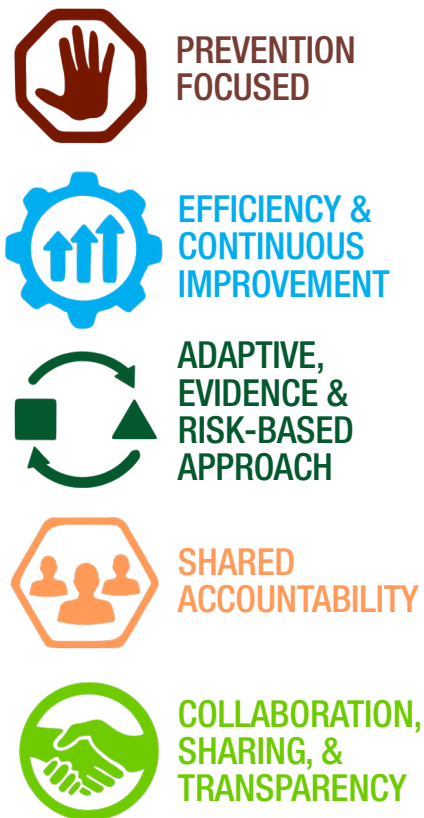 PREVENTION
FOCUSED
EFFICIENCY &
CONTINUOUS
IMPROVEMENT
ADAPTIVE,
EVIDENCE &
RISK-BASED
APPROACH
SHARED
ACCOUNTABILITY
COLLABORATION,
SHARING, &
TRANSPARENCY